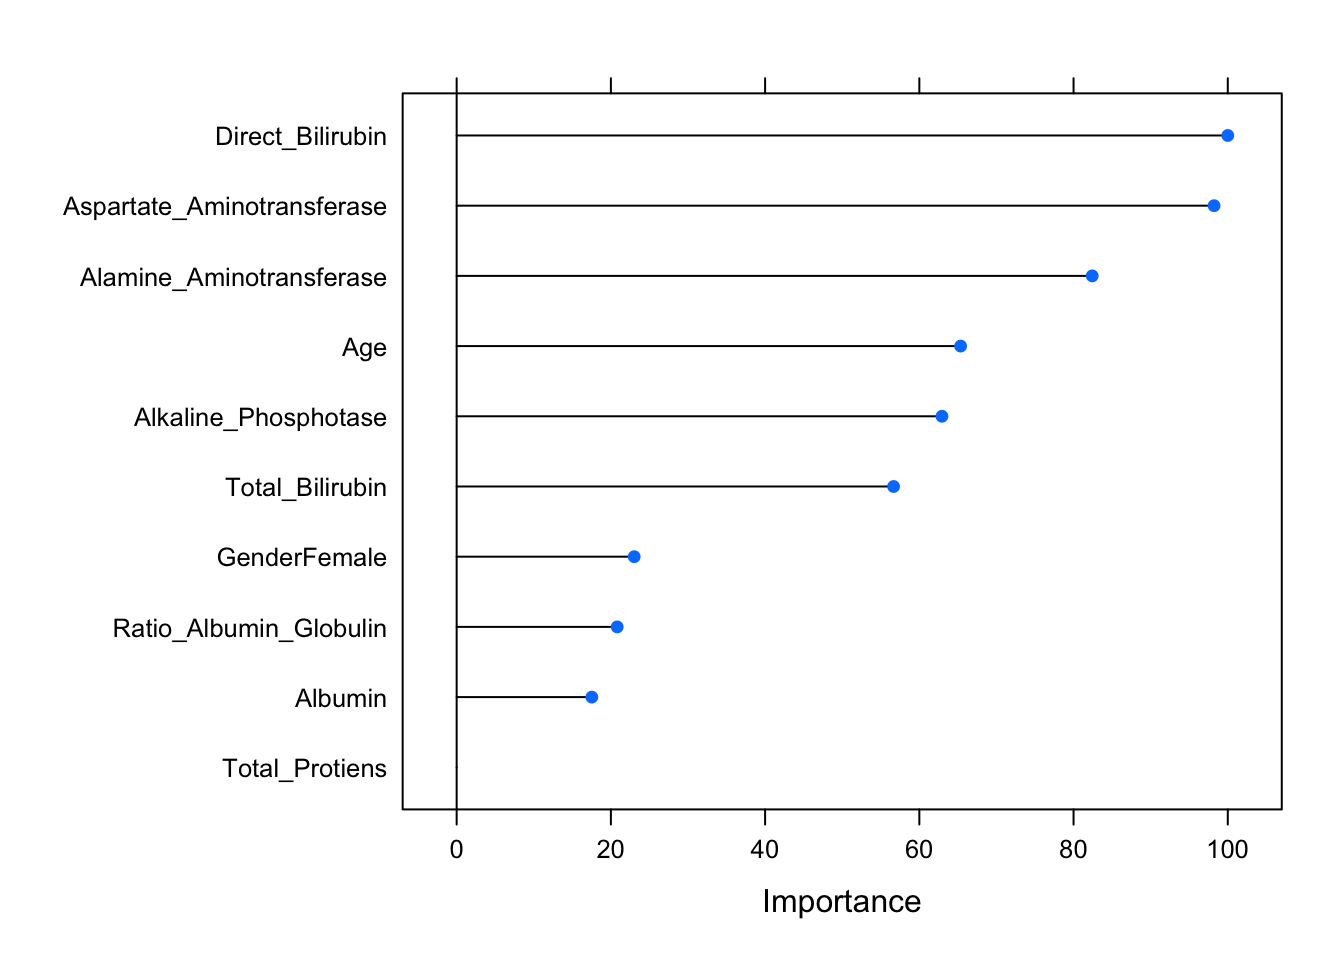 Direct_Bilirubin
Aspartate_Aminotransferase
Alamine_Aminotransferase
Age
Alkaline_Phosphotase
Total_Bilirubin
GenderFemale
Ratio_Albumin_Globulin
Albumin
Total_Protiens
0 20 40 60 80 100
Importance